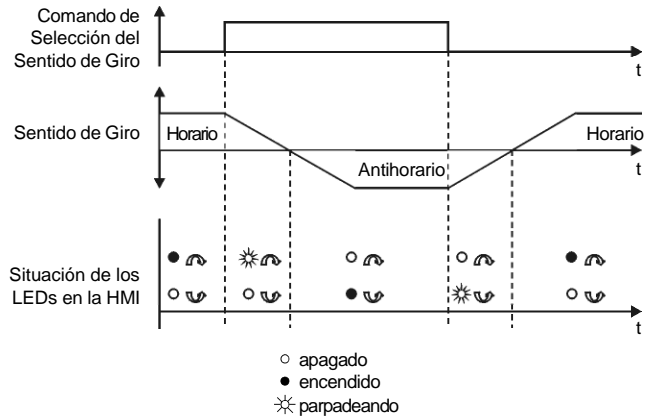 Comando de
Selección del
Sentido de Giro
t
Sentido de Giro
Horario
Horario
Antihorario
t
Situación de los
LEDs en la HMI
t
apagado
encendido
parpadeando